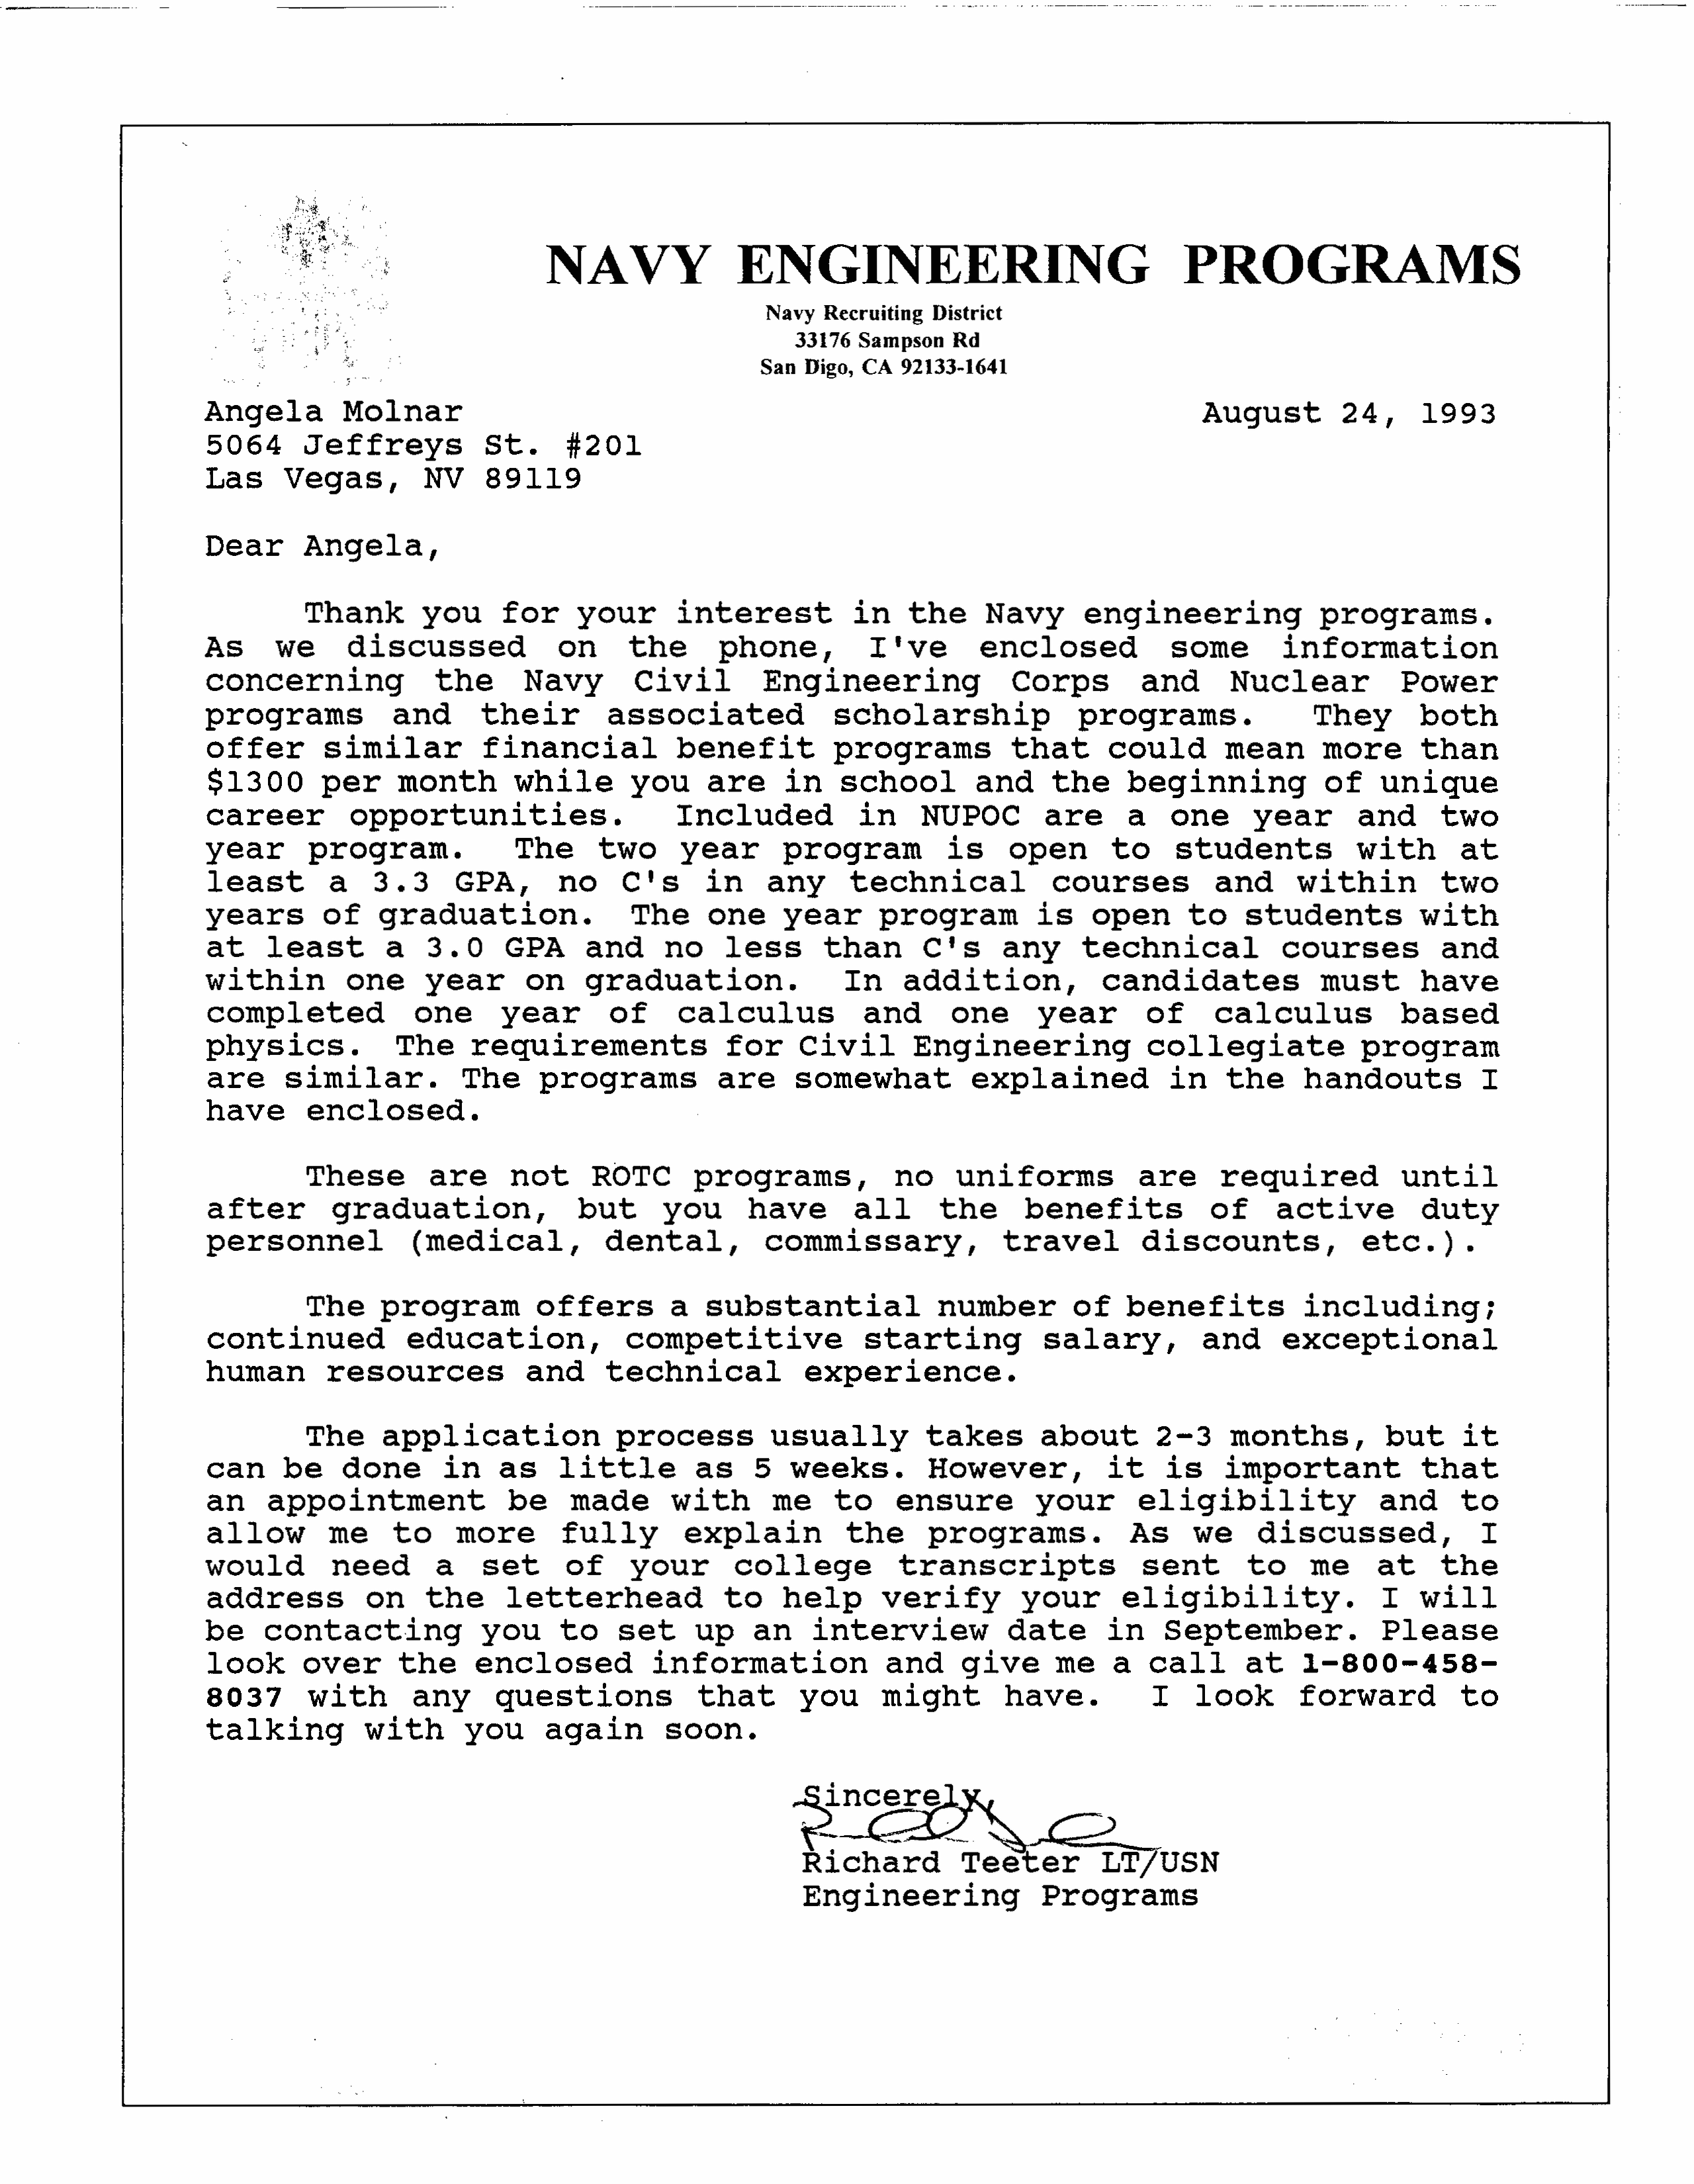 NAVY ENGINEERING PROGRAMS
Navy Recruiting District
33176 Sampson Rd
San Digo, CA 92133-1641
Angela Molnar August 24, 1993
5064 Jeffreys St. #201
Las Vegas, NV 89119
Dear Angela,
Thank you for your interest in the Navy engineering programs.
As we discussed on the phone, I've enclosed some information
concerning the Navy Civil Engineering Corps and Nuclear Power
programs and their associated scholarship programs. They both
offer similar financial benefit programs that could mean more than
$1300 per month while you are in school and the beginning of unique
career opportunities. Included in NUPOC are a one year and two
year program. The two year program is open to students with at
least a 3.3 GPA, no C's in any technical courses and within two
years of graduation. The one year program is open to students with
at least a 3.0 GPA and no less than C's any technical courses and
within one year on graduation. In addition, candidates must have
completed one year of calculus and one year of calculus based
physics. The requirements for Civil Engineering collegiate program
are similar. The programs are somewhat explained in the handouts I
have enclosed.
These are not ROTC programs, no uniforms are required until
after graduation, but you have all the benefits of active duty
personnel (medical, dental, commissary, travel discounts, etc.).
The program offers a substantial number of benefits including;
continued education, competitive starting salary, and exceptional
human resources and technical experience.
The application process usually takes about 2-3 months, but it
can be done in as little as 5 weeks. However, it is important that
an appointment be made with me to ensure your eligibility and to
allow me to more fully explain the programs. As we discussed, I
would need a set of your college transcripts sent to me at the
address on the letterhead to help verify your eligibility. I will
be contacting you to set up an interview date in September. Please
look over the enclosed information and give me a call at 1-800-458-
8037 with any questions that you might have. I look forward to
talking with you again soon.
Sincerely,
Richard Teeter LT/USN
Engineering Programs